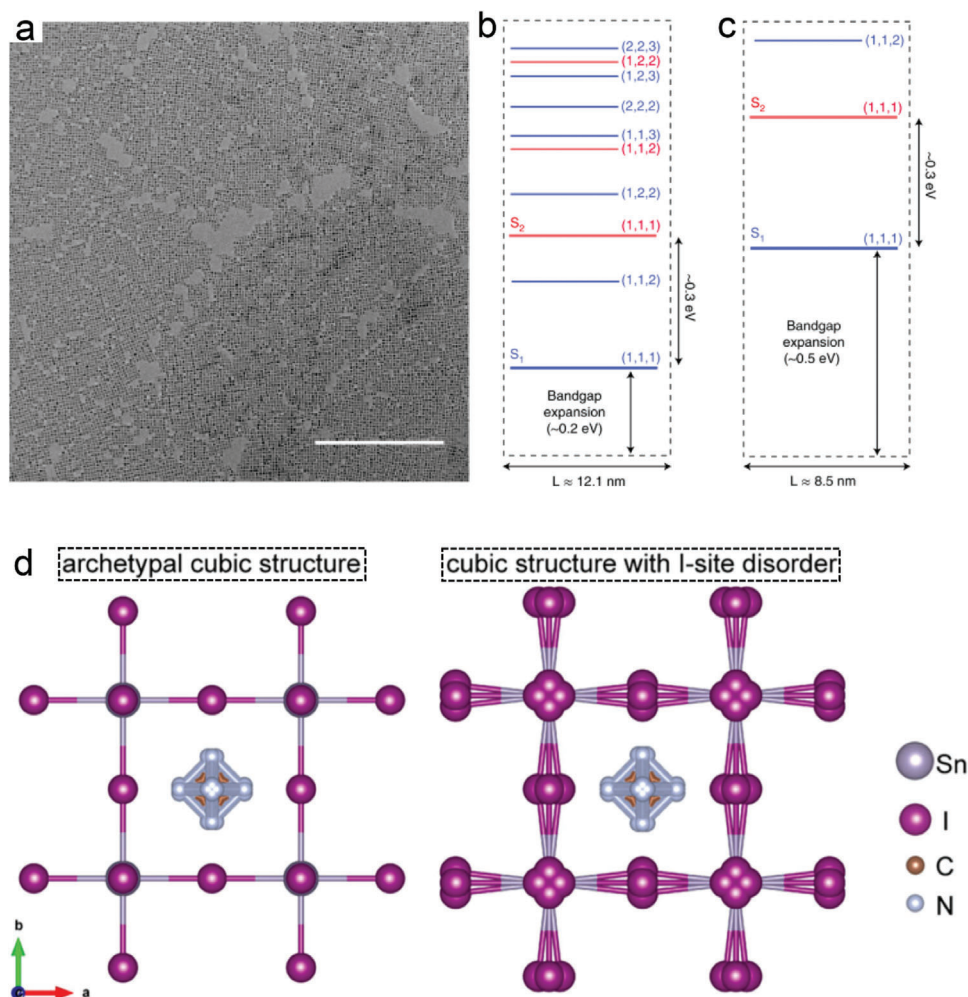 a
b
(2,2,3)
(1,2,2)
(1,2,3)
(2,2,2)
(1,1,3)
(1,1,2)
(1,2,2)
S₂ (1,1,1)
(1,1,2)
~0.3 eV
S₁ (1,1,1)
Bandgap
expansion
(~0.2 eV)
L ≈ 12.1 nm
c
(1,1,2)
S₂ (1,1,1)
~0.3 eV
S₁ (1,1,1)
Bandgap
expansion
(~0.5 eV)
L ≈ 8.5 nm
d
archetypal cubic structure
cubic structure with I-site disorder
Sn
I
C
N
b
c
a